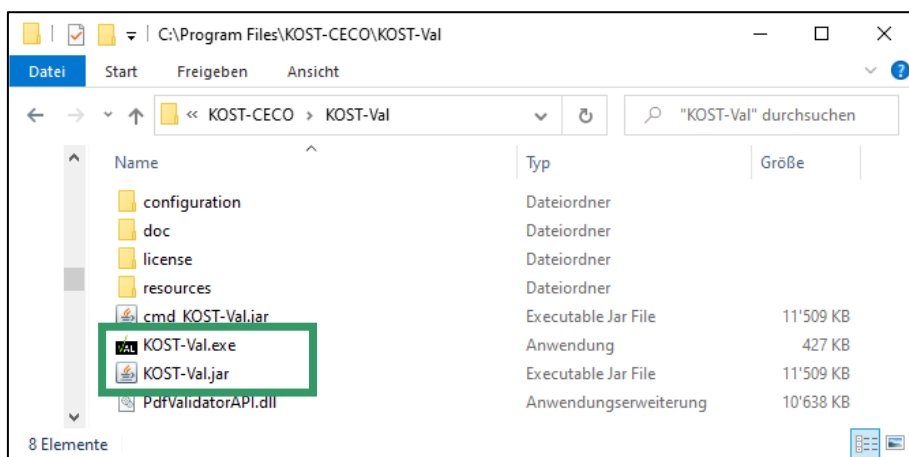 C:\Program Files\KOST-CECO\KOST-Val
Datei Start Freigeben Ansicht ?
« KOST-CECO › KOST-Val "KOST-Val" durchsuchen
Name Typ Größe
configuration Dateiordner
doc Dateiordner
license Dateiordner
resources Dateiordner
cmd_KOST-Val.jar Executable Jar File 11'509 KB
VAL KOST-Val.exe Anwendung 427 KB
KOST-Val.jar Executable Jar File 11'509 KB
PdfValidatorAPI.dll Anwendungserweiterung 10'638 KB
8 Elemente